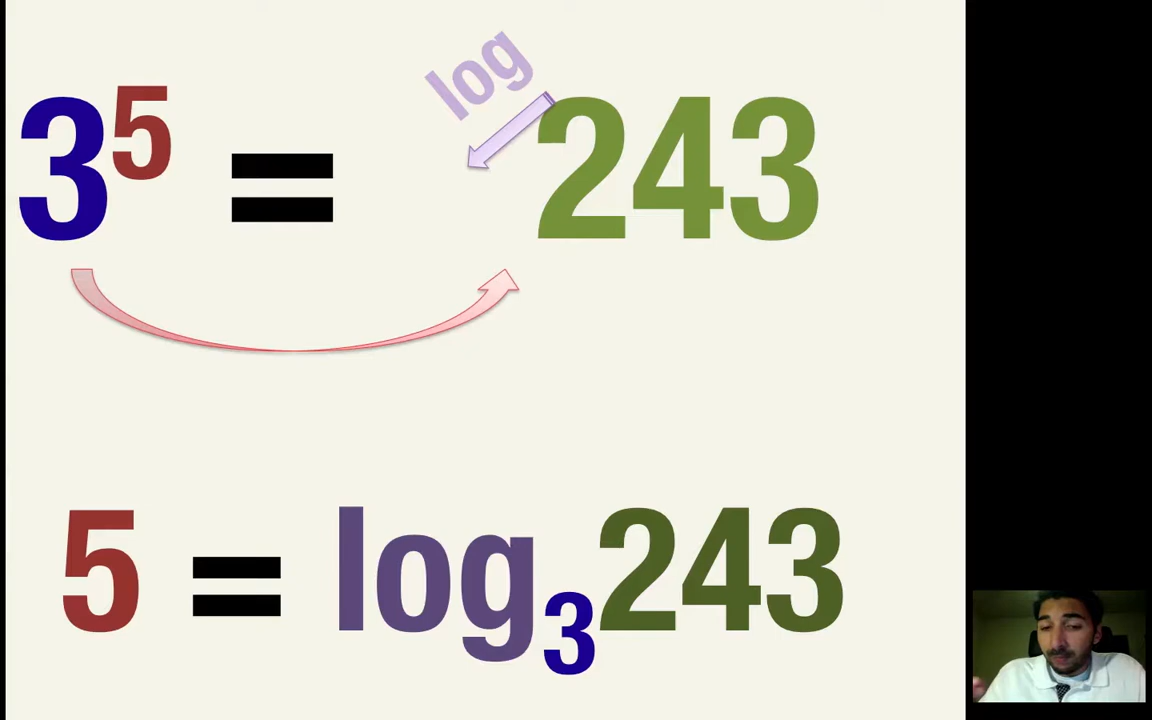 log
3⁵ = 243
5 = log₃243